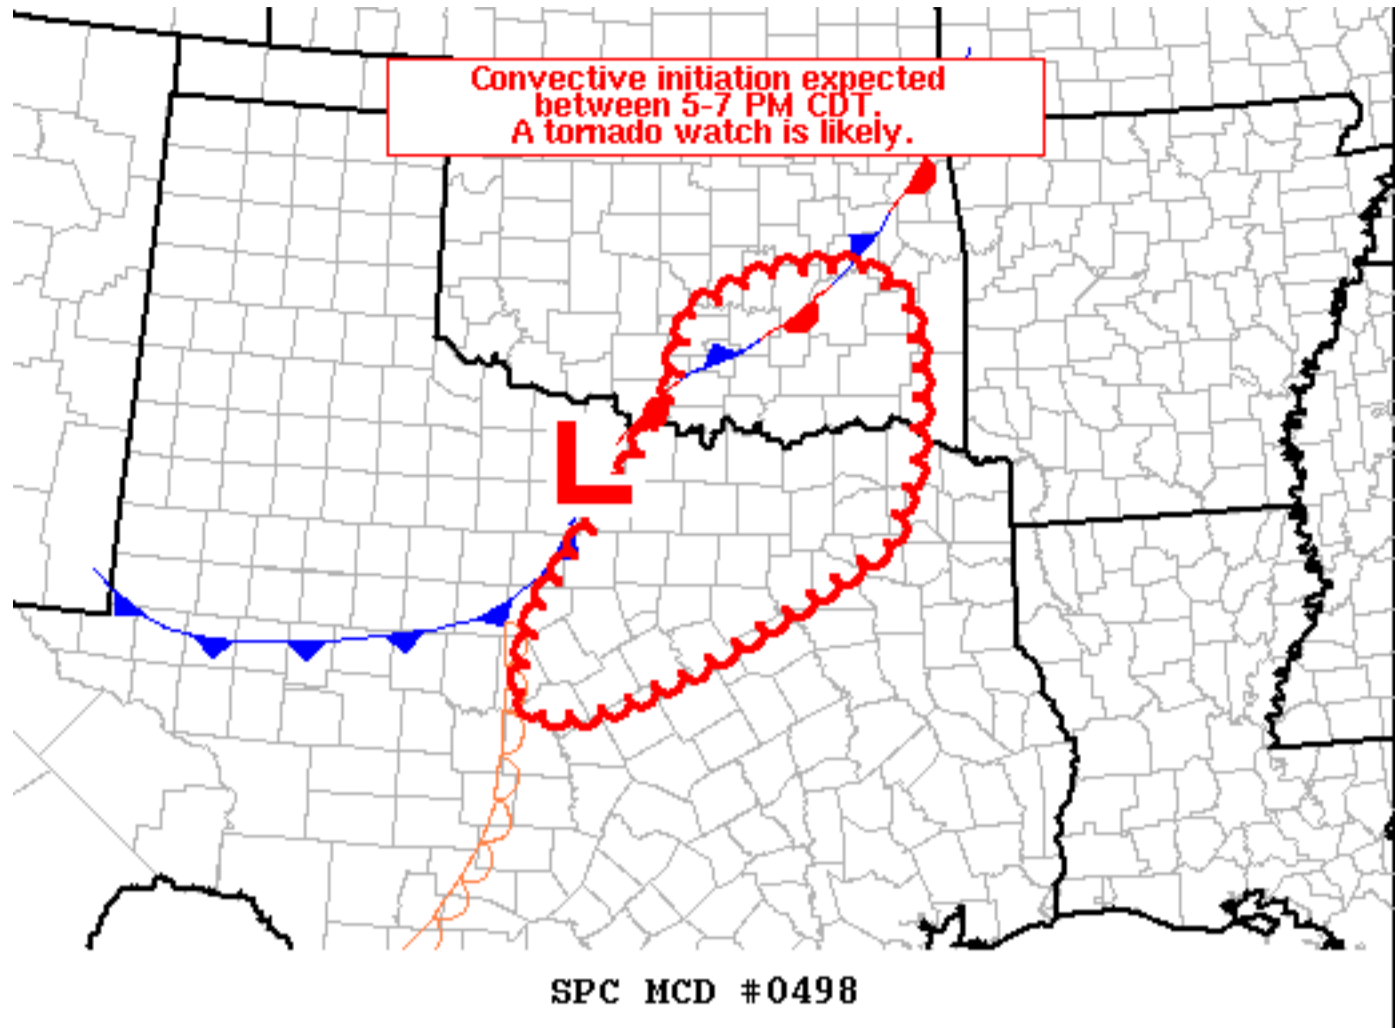 Convective initiation expected
between 5-7 PM CDT.
A tornado watch is likely.
L
SPC MCD #0498